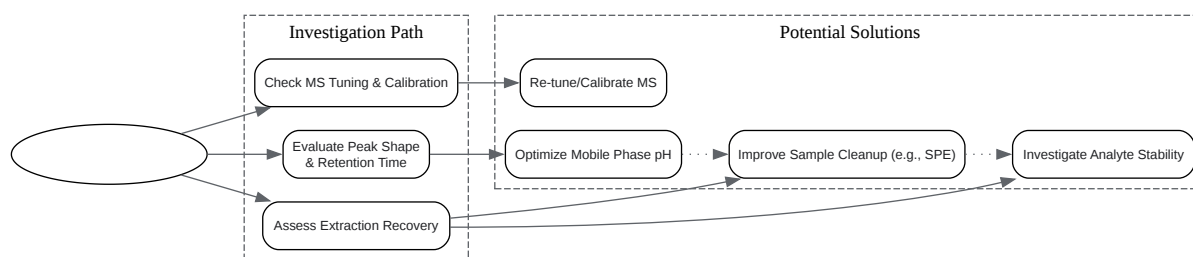 Investigation Path
Potential Solutions
Check MS Tuning & Calibration
Re-tune/Calibrate MS
Evaluate Peak Shape
& Retention Time
Optimize Mobile Phase pH
Improve Sample Cleanup (e.g., SPE)
Investigate Analyte Stability
Assess Extraction Recovery